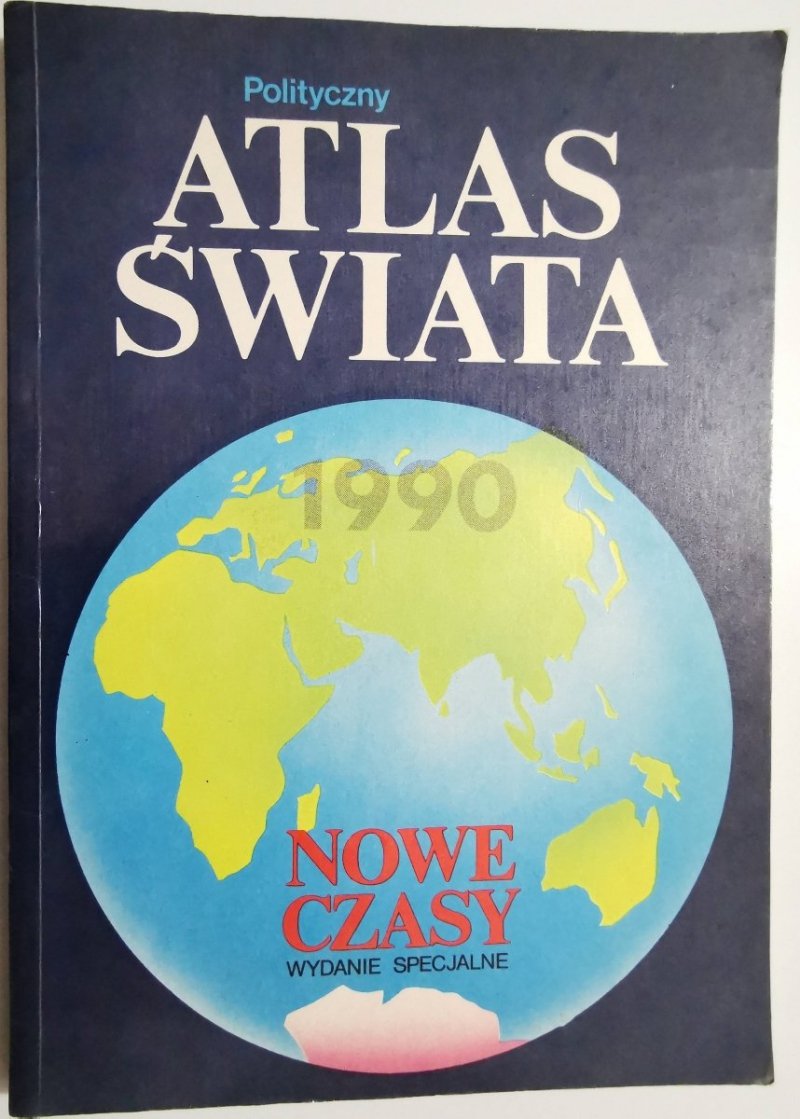 Polityczny
ATLAS
ŚWIATA
1990
NOWE
CZASY
WYDANIE SPECJALNE